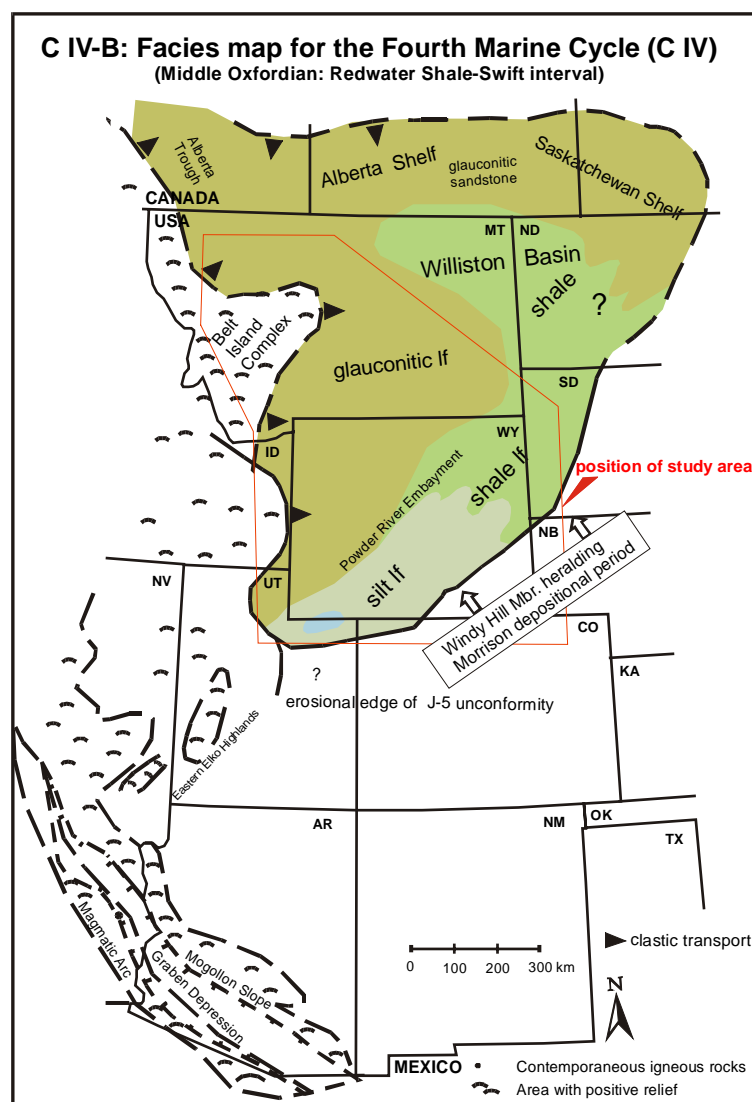 C IV-B: Facies map for the Fourth Marine Cycle (C IV)
(Middle Oxfordian: Redwater Shale-Swift interval)
Alberta
Trough
Alberta Shelf
glauconitic
sandstone
Saskatchewan Shelf
CANADA
USA
MT
ND
Williston
Basin
shale
?
Belt
Island
Complex
glauconitic lf
SD
WY
ID
shale lf
position of study area
Powder River Embayment
NB
silt lf
Windy Hill Mbr. heralding
Morrison depositional period
NV
UT
CO
KA
?
erosional edge of J-5 unconformity
Eastern Elko Highlands
AR
NM
OK
TX
Magmatic Arc
Graben Depression
Mogollon Slope
clastic transport
0 100 200 300 km
N
MEXICO
Contemporaneous igneous rocks
Area with positive relief